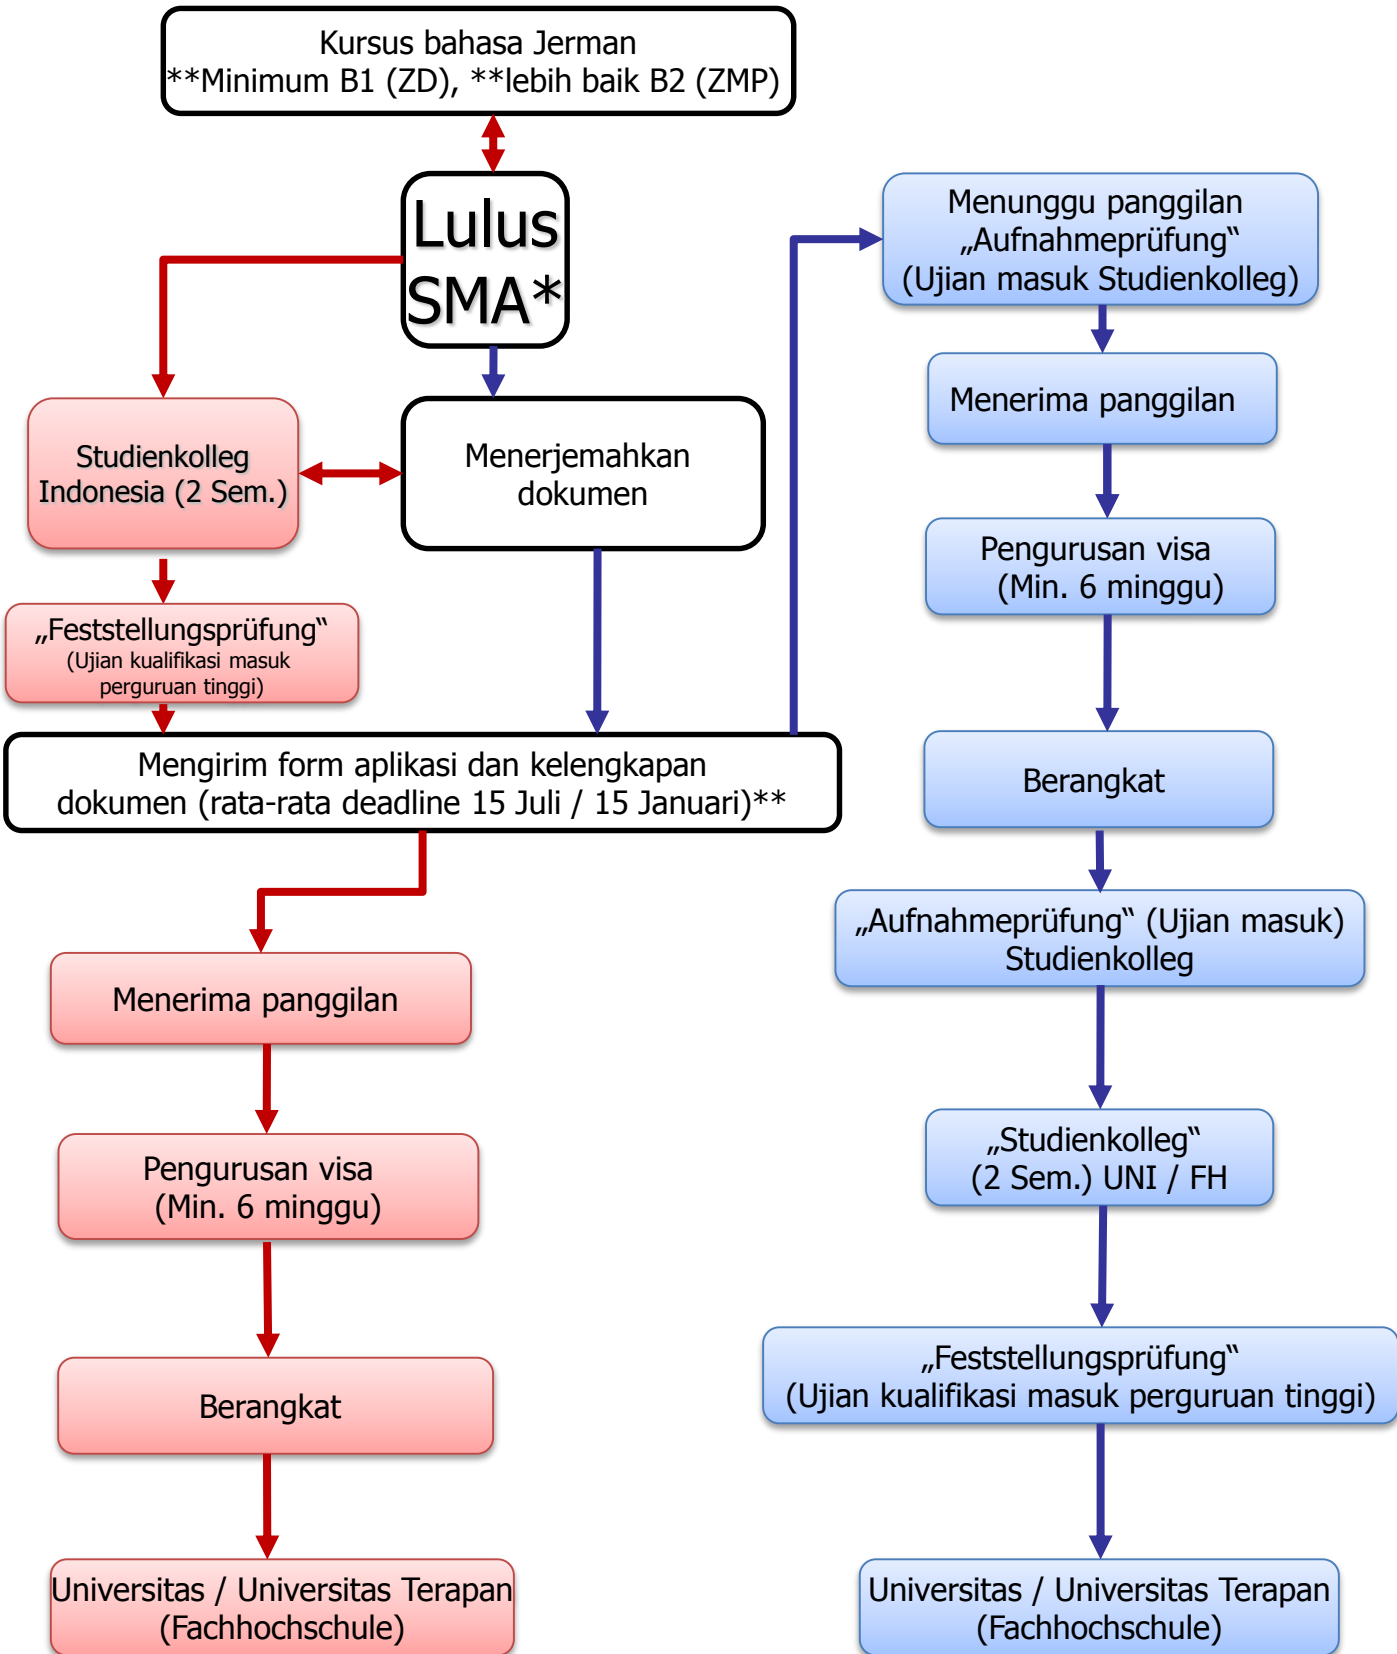 Kursus bahasa Jerman
**Minimum B1 (ZD), **lebih baik B2 (ZMP)
Lulus
SMA*
Studienkolleg
Indonesia (2 Sem.)
Menerjemahkan
dokumen
„Feststellungsprüfung“
(Ujian kualifikasi masuk
perguruan tinggi)
Mengirim form aplikasi dan kelengkapan
dokumen (rata-rata deadline 15 Juli / 15 Januari)**
Menerima panggilan
Pengurusan visa
(Min. 6 minggu)
Berangkat
Universitas / Universitas Terapan
(Fachhochschule)
Menunggu panggilan
„Aufnahmeprüfung“
(Ujian masuk Studienkolleg)
Menerima panggilan
Pengurusan visa
(Min. 6 minggu)
Berangkat
„Aufnahmeprüfung“ (Ujian masuk)
Studienkolleg
„Studienkolleg“
(2 Sem.) UNI / FH
„Feststellungsprüfung“
(Ujian kualifikasi masuk perguruan tinggi)
Universitas / Universitas Terapan
(Fachhochschule)